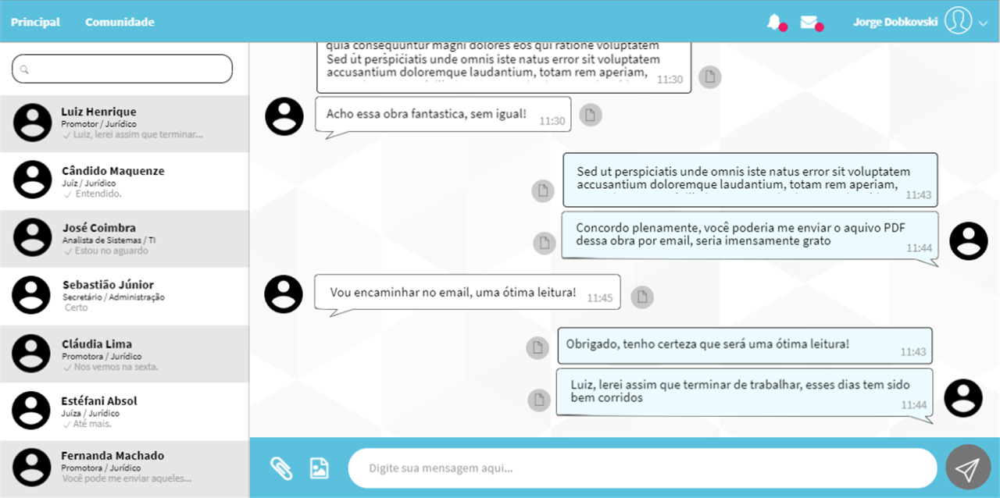 Principal Comunidade Jorge Dobkovski
Luiz Henrique
Promotor / Jurídico
Luiz, lerei assim que terminar...
Cândido Maquenze
Juíz / Jurídico
Entendido.
José Coimbra
Analista de Sistemas / TI
Estou no aguardo
Sebastião Júnior
Secretário / Administração
Certo
Cláudia Lima
Promotora / Jurídico
Nos vemos na sexta.
Estéfani Absol
Juíza / Jurídico
Até mais.
Fernanda Machado
Promotora / Jurídico
Você pode me enviar aqueles...
quia consequuntur magni dolores eos qui ratione voluptatem
Sed ut perspiciatis unde omnis iste natus error sit voluptatem
accusantium doloremque laudantium, totam rem aperiam,
11:30
Acho essa obra fantastica, sem igual!
11:30
Sed ut perspiciatis unde omnis iste natus error sit voluptatem
accusantium doloremque laudantium, totam rem aperiam,
11:43
Concordo plenamente, você poderia me enviar o aquivo PDF
dessa obra por email, seria imensamente grato
11:44
Vou encaminhar no email, uma ótima leitura!
11:45
Obrigado, tenho certeza que será uma ótima leitura!
11:43
Luiz, lerei assim que terminar de trabalhar, esses dias tem sido
bem corridos
11:44
Digite sua mensagem aqui...